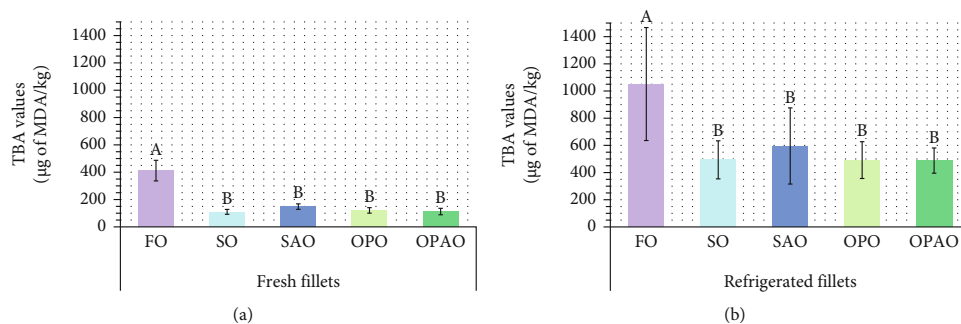 TBA values
(μg of MDA/kg)
1400
1200
1000
800
600
400
200
0
A
B
B
B
B
FO SO SAO OPO OPAO
Fresh fillets
(a)
TBA values
(μg of MDA/kg)
1400
1200
1000
800
600
400
200
0
A
B
B
B
B
FO SO SAO OPO OPAO
Refrigerated fillets
(b)